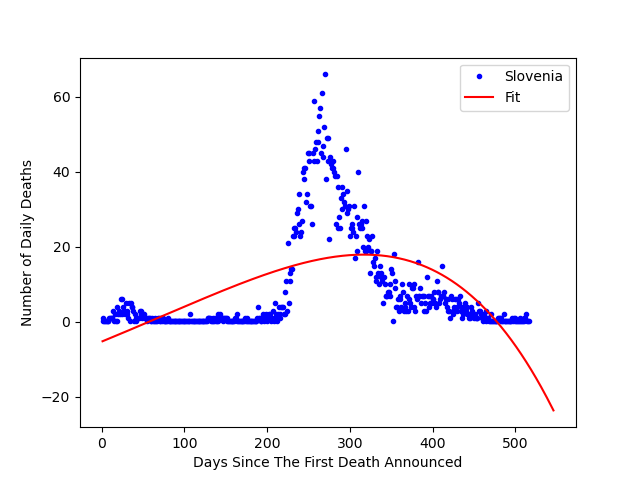 Slovenia
Fit
60
40
20
0
−20
Number of Daily Deaths
0 100 200 300 400 500
Days Since The First Death Announced